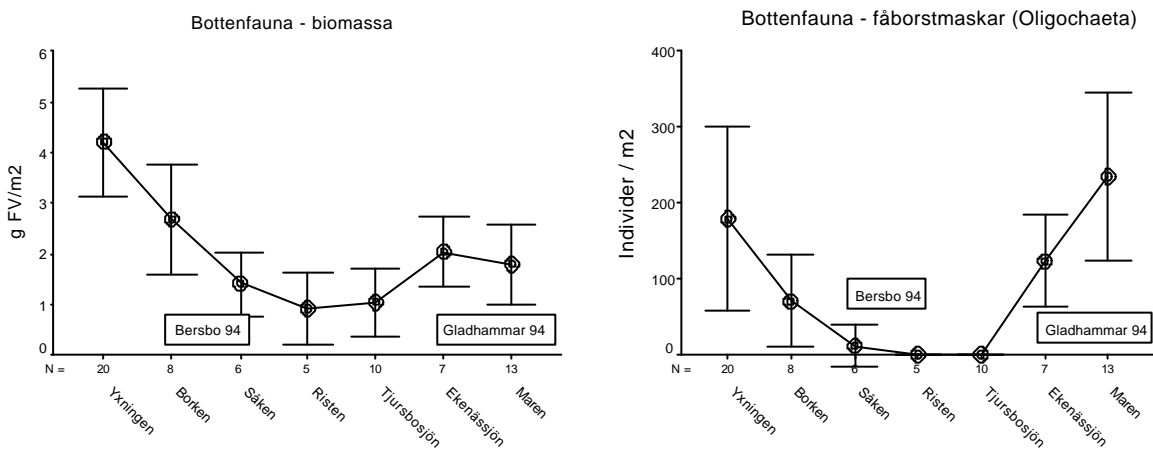 Bottenfauna - biomassa
6
5
4
3
2
1
0
g FV/m2
Bersbo 94
Gladhammar 94
N = 20 8 6 5 10 7 13
Yxningen
Borken
Såken
Risten
Tjursbosjön
Ekenässjön
Maren
Bottenfauna - fåborstmaskar (Oligochaeta)
400
300
200
100
0
Individer / m2
Bersbo 94
Gladhammar 94
N = 20 8 6 5 10 7 13
Yxningen
Borken
Såken
Risten
Tjursbosjön
Ekenässjön
Maren